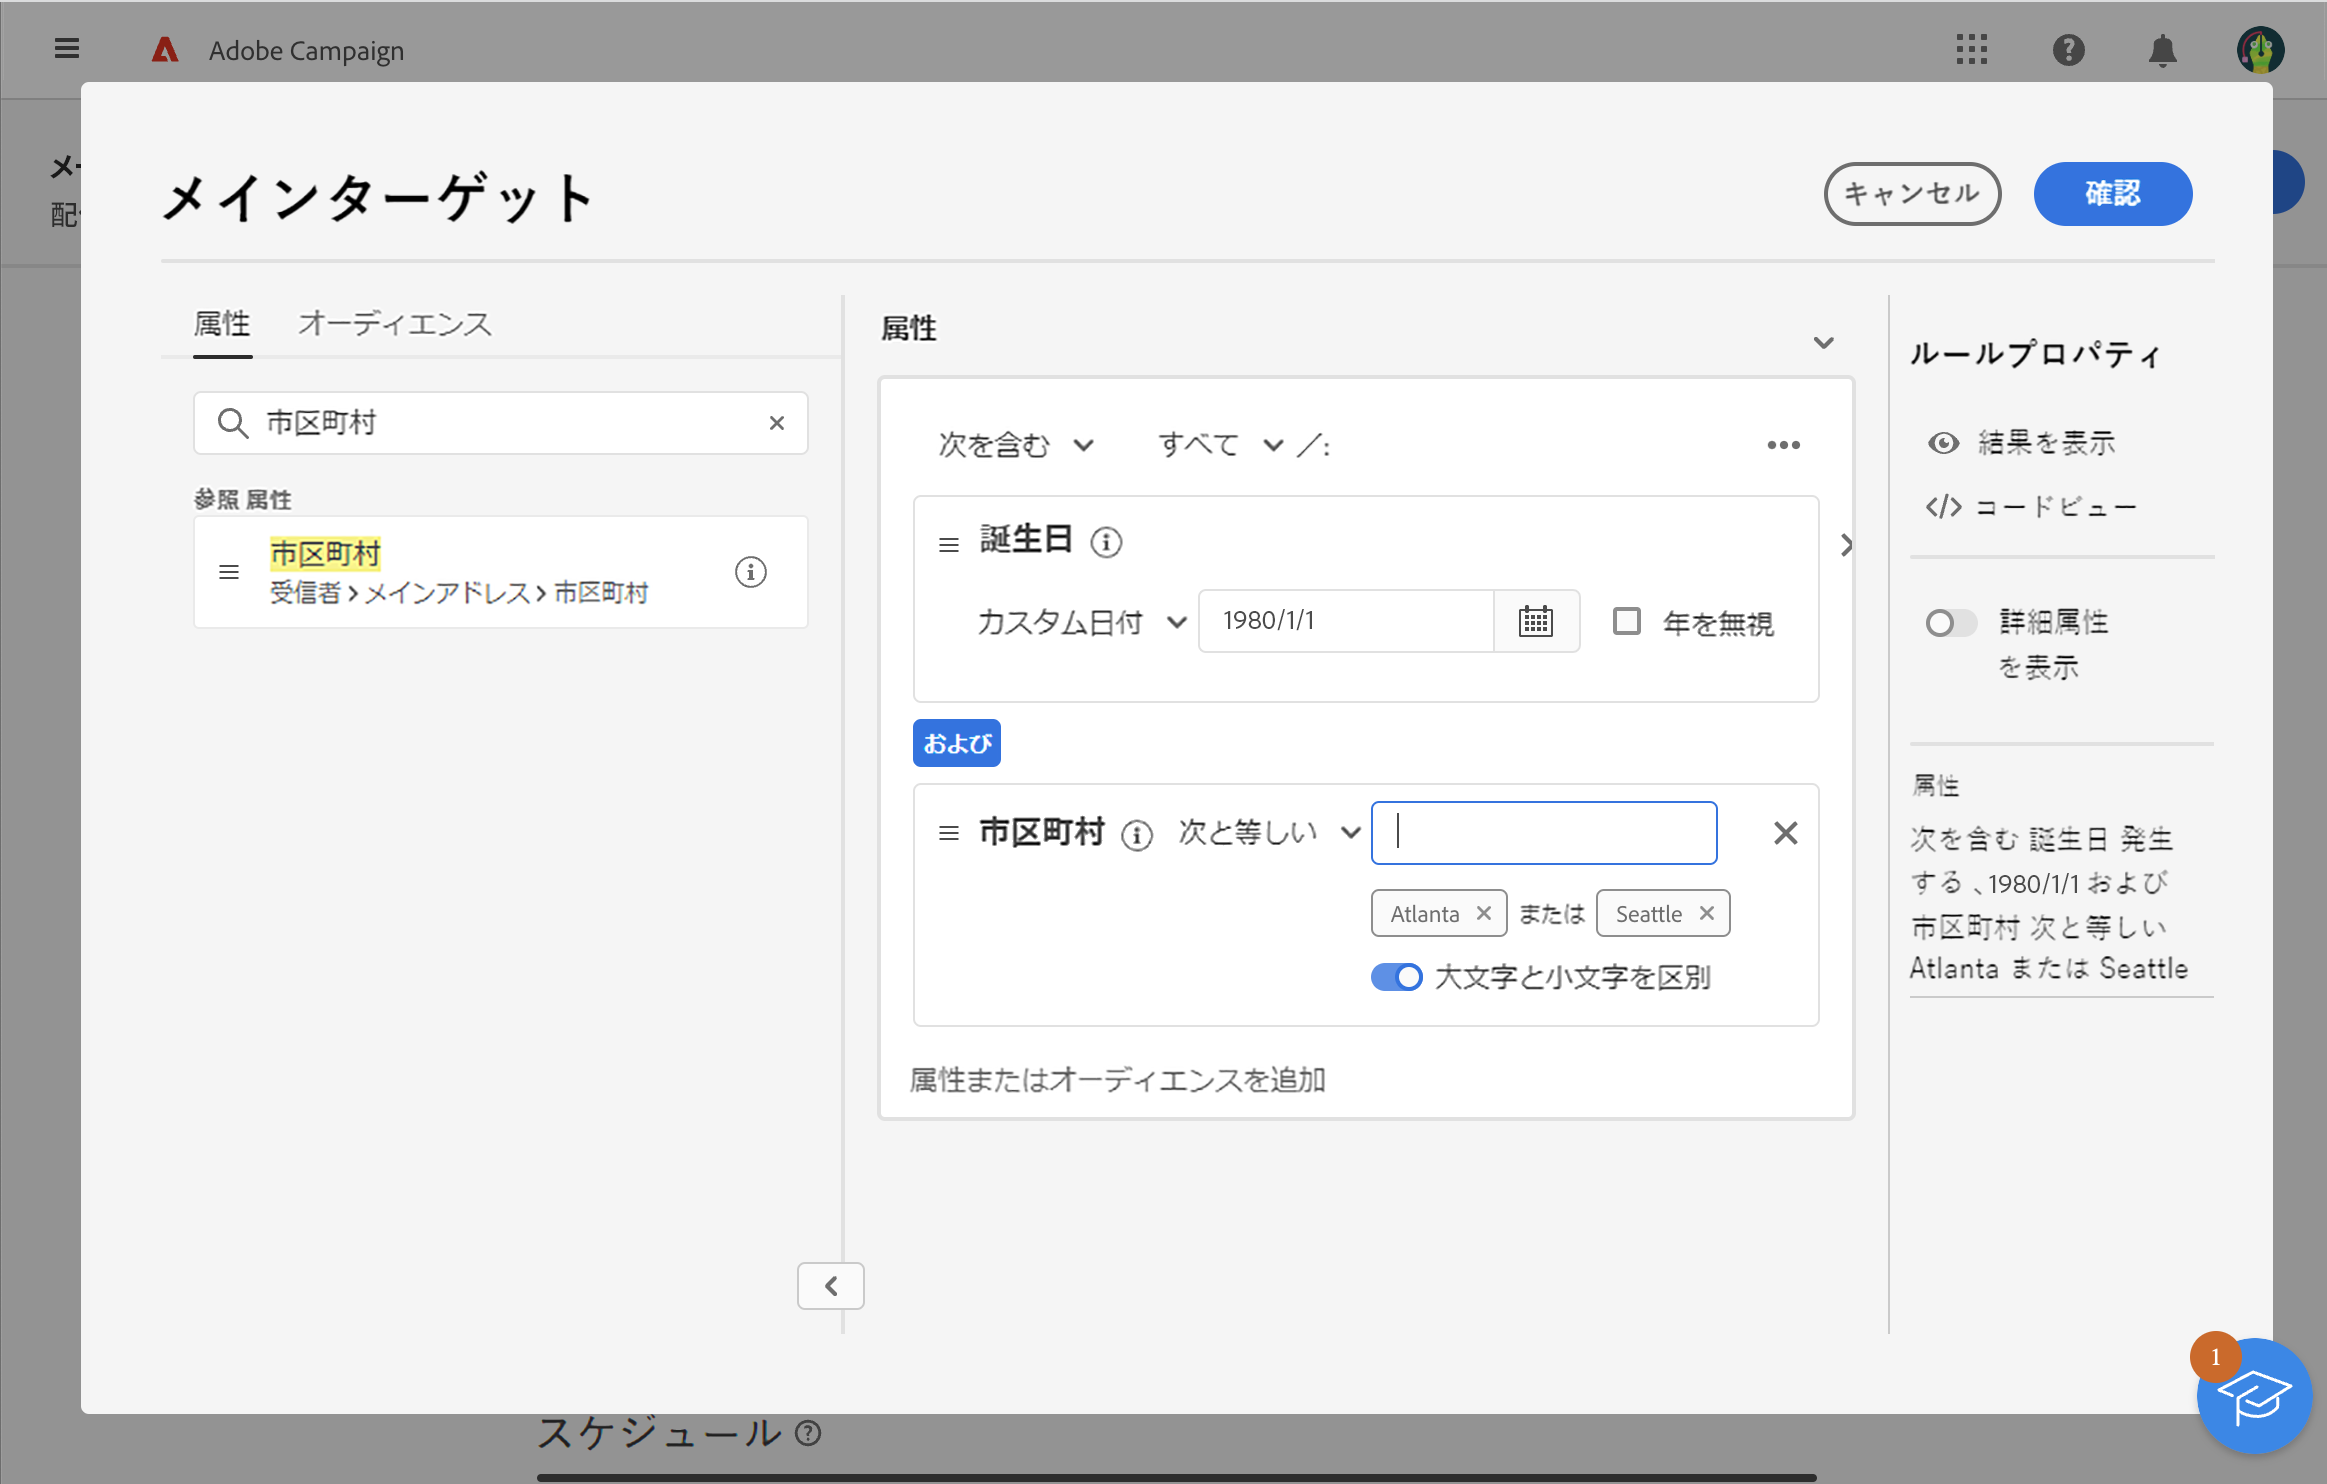 Adobe Campaign
メー
配
メインターゲット
キャンセル
確認
属性
オーディエンス
市区町村
参照 属性
市区町村
受信者 > メインアドレス > 市区町村
属性
次を含む すべて ／:
誕生日
カスタム日付
1980/1/1
年を無視
および
市区町村 次と等しい
Atlanta または Seattle
大文字と小文字を区別
属性またはオーディエンスを追加
ルールプロパティ
結果を表示
</> コードビュー
詳細属性
を表示
属性
次を含む 誕生日 発生
する 、1980/1/1 および
市区町村 次と等しい
Atlanta または Seattle
1
スケジュール